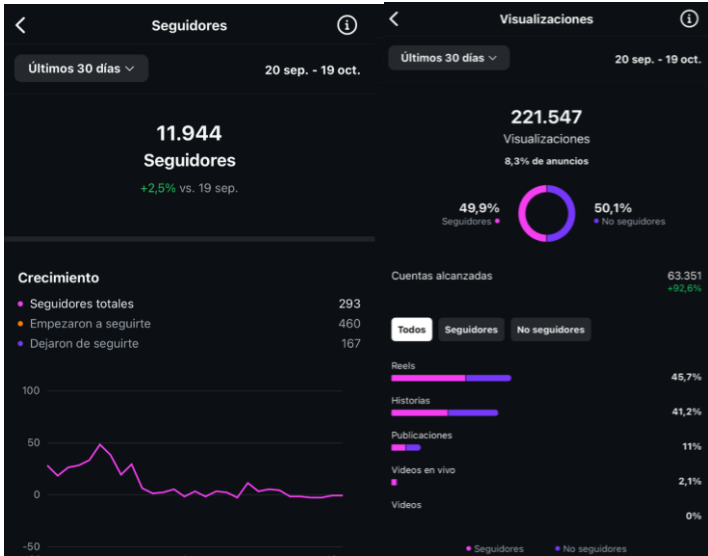 Seguidores
Últimos 30 días
20 sep. - 19 oct.
11.944
Seguidores
+2,5% vs. 19 sep.
Crecimiento
Seguidores totales 293
Empezaron a seguirte 460
Dejaron de seguirte 167
100
50
0
-50
Visualizaciones
Últimos 30 días
20 sep. - 19 oct.
221.547
Visualizaciones
8,3% de anuncios
49,9%
Seguidores
50,1%
No seguidores
Cuentas alcanzadas 63.351
+92,6%
Todos Seguidores No seguidores
Reels
45,7%
Historias
41,2%
Publicaciones
11%
Videos en vivo
2,1%
Videos
0%
Seguidores No seguidores